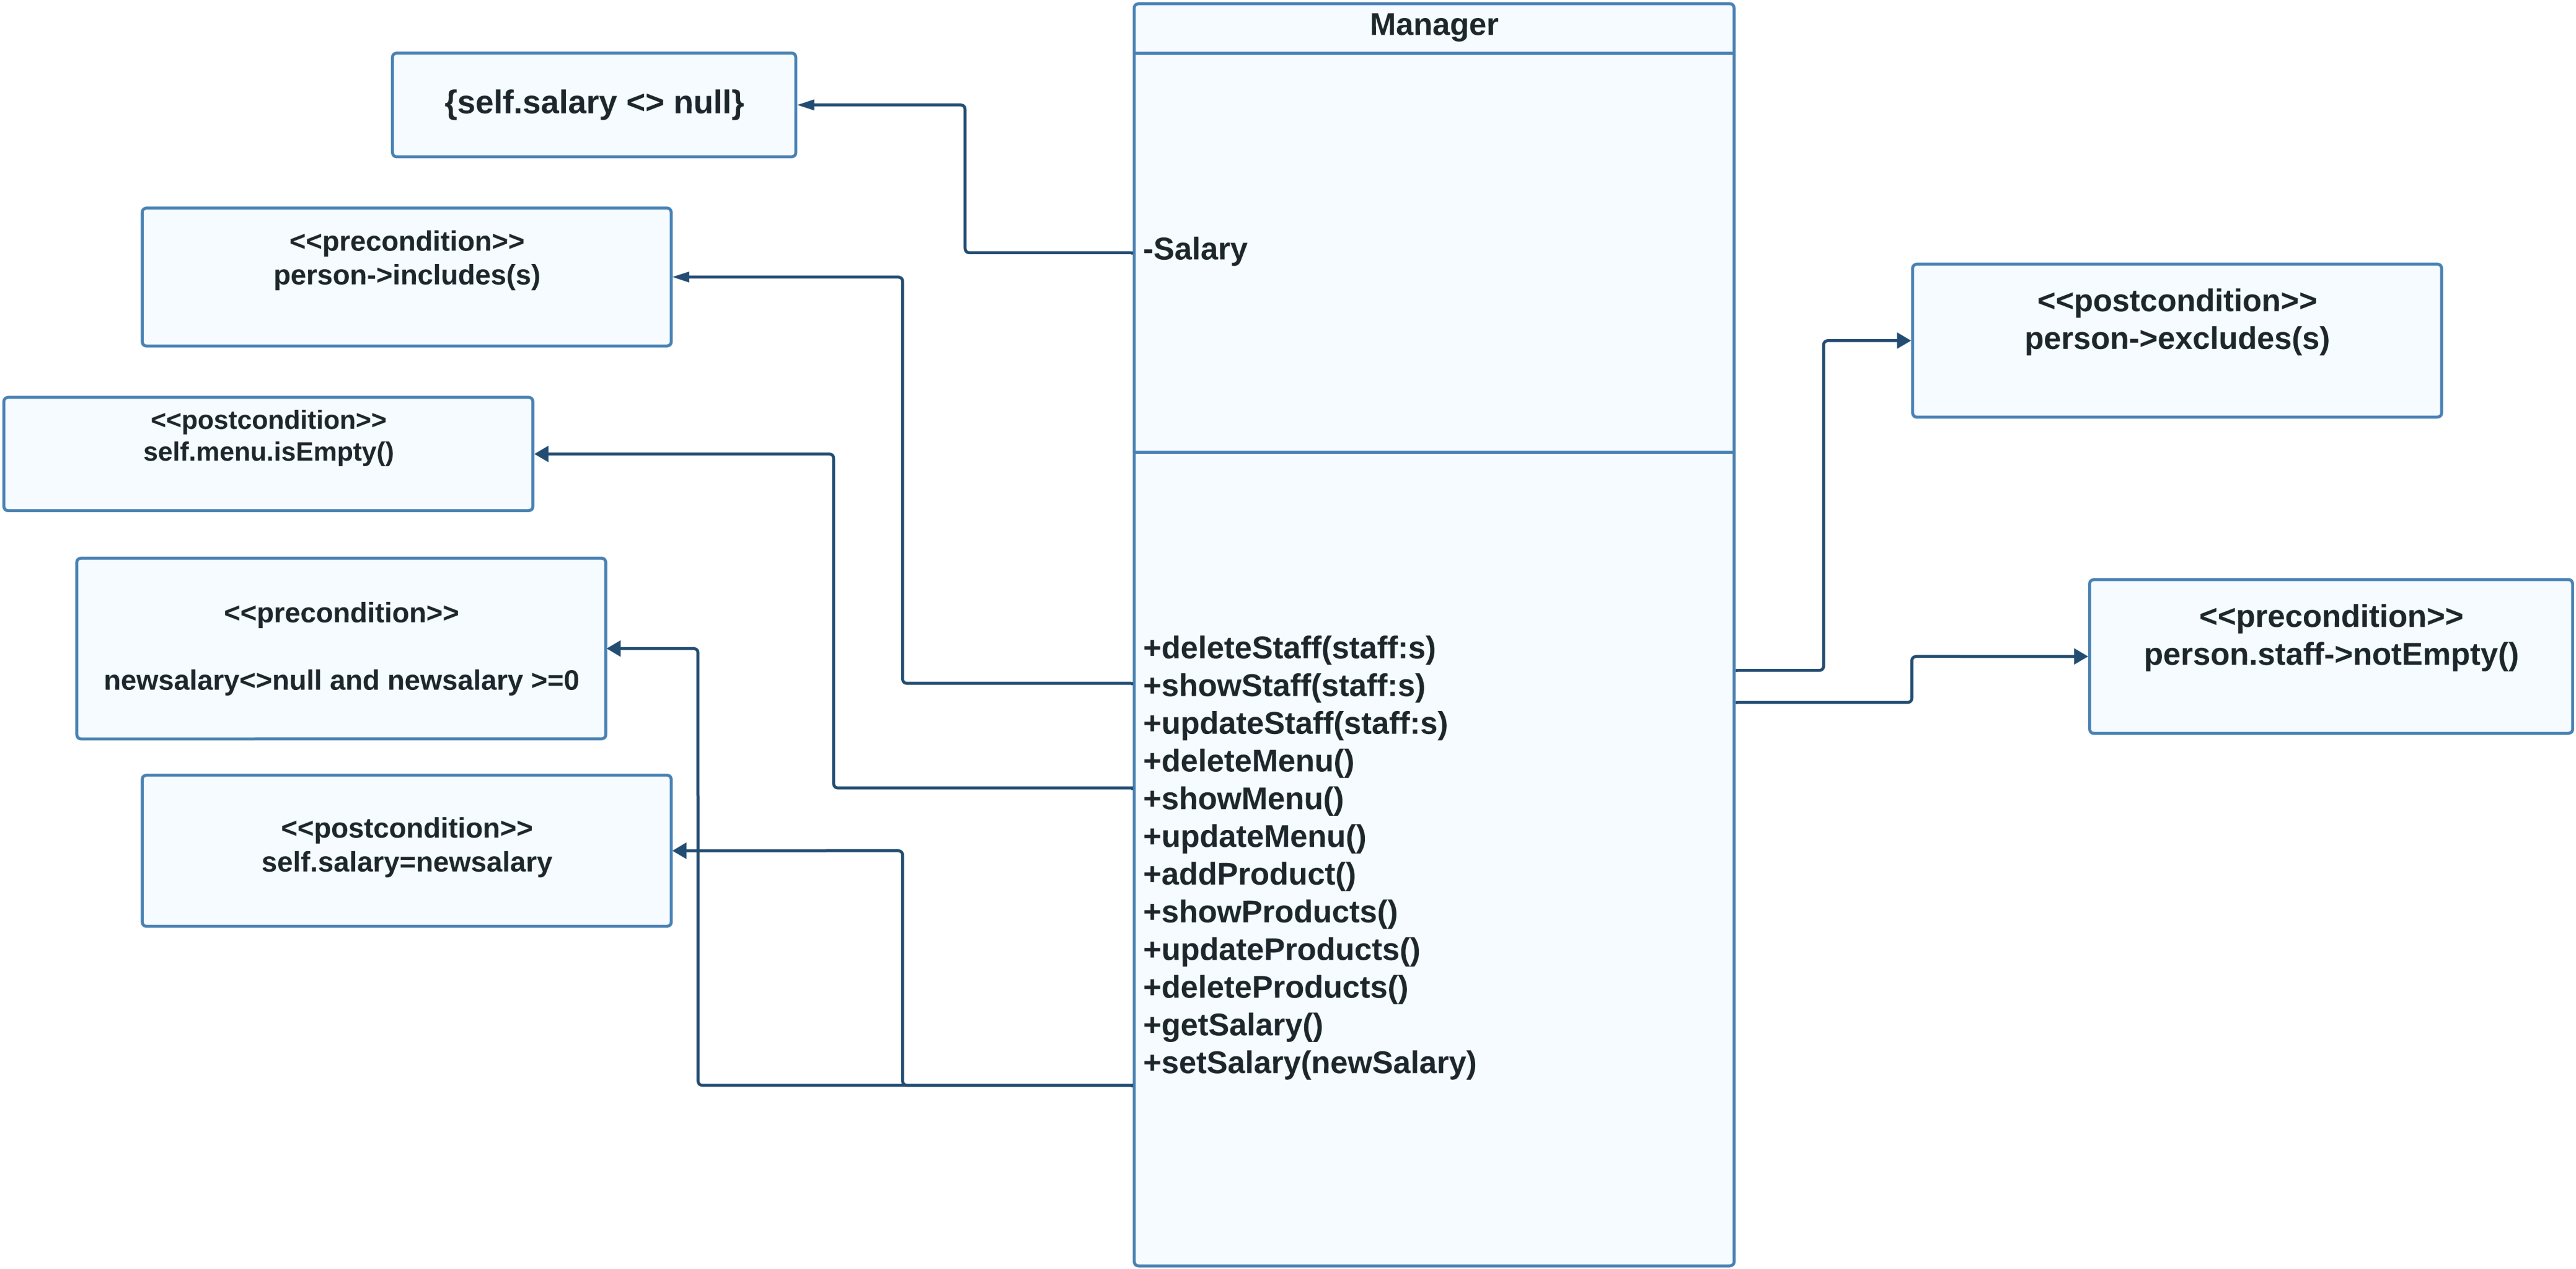 Manager
{self.salary <> null}
-Salary
<<precondition>>
person->includes(s)
<<postcondition>>
person->excludes(s)
<<postcondition>>
self.menu.isEmpty()
<<precondition>>
newsalary<>null and newsalary >=0
<<precondition>>
person.staff->notEmpty()
<<postcondition>>
self.salary=newsalary
+deleteStaff(staff:s)
+showStaff(staff:s)
+updateStaff(staff:s)
+deleteMenu()
+showMenu()
+updateMenu()
+addProduct()
+showProducts()
+updateProducts()
+deleteProducts()
+getSalary()
+setSalary(newSalary)